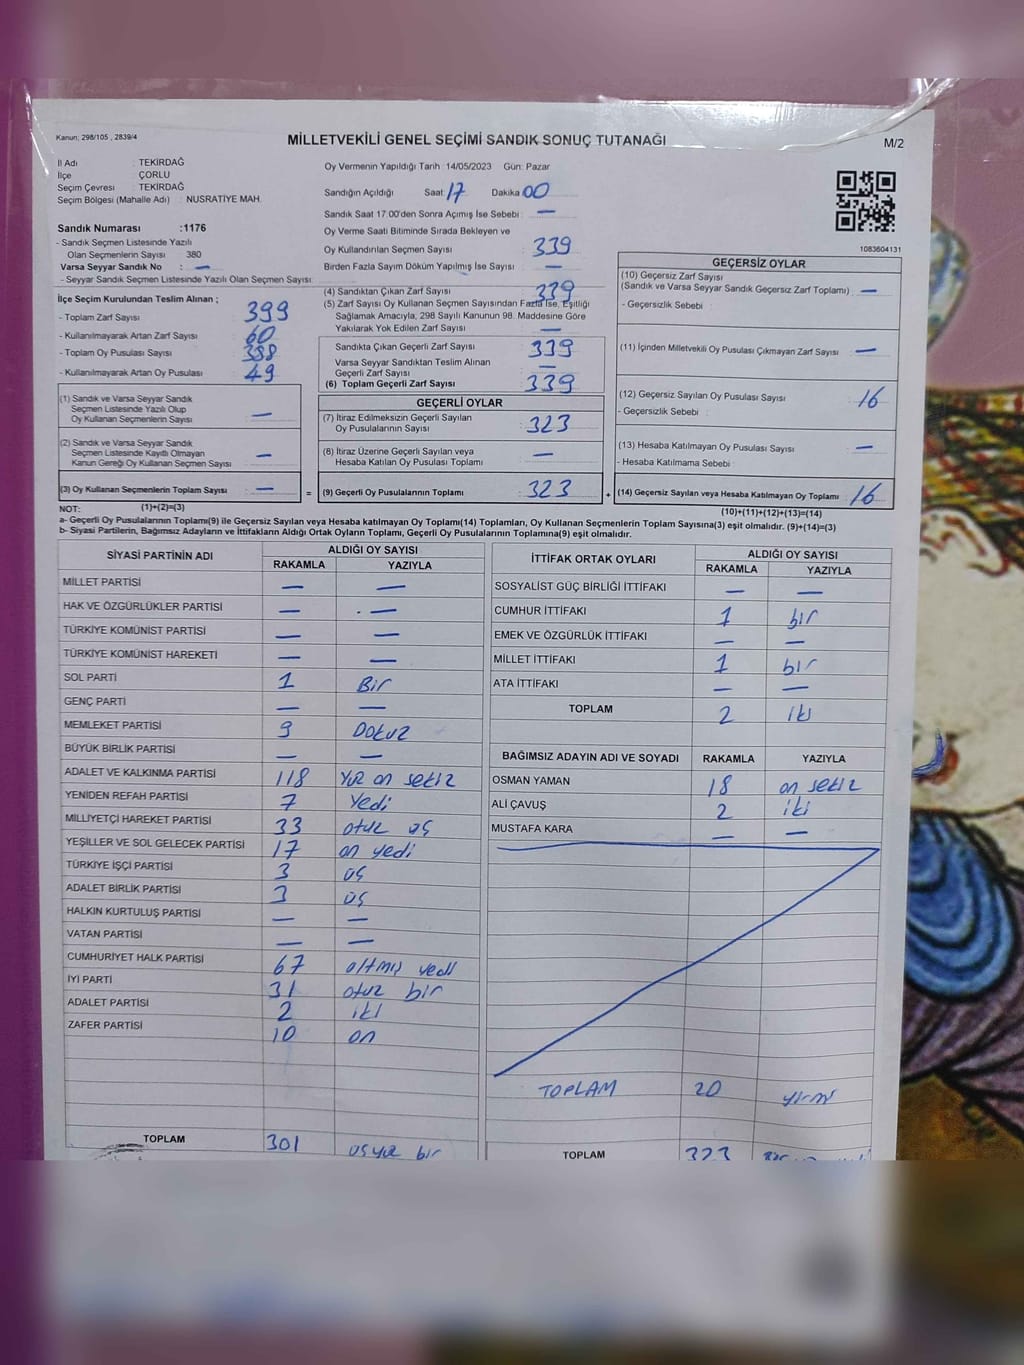 Kanun; 298/105 , 2839/4
MİLLETVEKİLİ GENEL SEÇİMİ SANDIK SONUÇ TUTANAĞI
M/2
İl Adı : TEKİRDAĞ
İlçe : ÇORLU
Seçim Çevresi : TEKİRDAĞ
Seçim Bölgesi (Mahalle Adı) : NUSRATİYE MAH.
Sandık Numarası :1176
- Sandık Seçmen Listesinde Yazılı
Olan Seçmenlerin Sayısı 380
Varsa Seyyar Sandık No : —
- Seyyar Sandık Seçmen Listesinde Yazılı Olan Seçmen Sayısı:
İlçe Seçim Kurulundan Teslim Alınan ;
- Toplam Zarf Sayısı 399
- Kullanılmayarak Artan Zarf Sayısı 60
- Toplam Oy Pusulası Sayısı 388
- Kullanılmayarak Artan Oy Pusulası 49
Oy Vermenin Yapıldığı Tarih :14/05/2023 Gün: Pazar
Sandığın Açıldığı Saat: 17 Dakika 00
Sandık Saat 17.00'den Sonra Açımış İse Sebebi : —
Oy Verme Saati Bitiminde Sırada Bekleyen ve
Oy Kullandırılan Seçmen Sayısı : 339
Birden Fazla Sayım Döküm Yapılmış İse Sayısı : —
(4) Sandıktan Çıkan Zarf Sayısı 339
(5) Zarf Sayısı Oy Kullanan Seçmen Sayısından Fazla İse, Eşitliği
Sağlamak Amacıyla, 298 Sayılı Kanunun 98. Maddesine Göre
Yakılarak Yok Edilen Zarf Sayısı : —
Sandıkta Çıkan Geçerli Zarf Sayısı : 339
Varsa Seyyar Sandıktan Teslim Alınan
Geçerli Zarf Sayısı : —
(6) Toplam Geçerli Zarf Sayısı : 339
1083604131
(1) Sandık ve Varsa Seyyar Sandık
Seçmen Listesinde Yazılı Olup
Oy Kullanan Seçmenlerin Sayısı : —
(2) Sandık ve Varsa Seyyar Sandık
Seçmen Listesinde Kayıtlı Olmayan
Kanun Gereği Oy Kullanan Seçmen Sayısı : —
(3) Oy Kullanan Seçmenlerin Toplam Sayısı : —
(1)+(2)=(3)
=
GEÇERLİ OYLAR
(7) İtiraz Edilmeksizin Geçerli Sayılan
Oy Pusulalarının Sayısı : 323
(8) İtiraz Üzerine Geçerli Sayılan veya
Hesaba Katılan Oy Pusulası Toplamı : —
(9) Geçerli Oy Pusulalarının Toplamı : 323
+
GEÇERSİZ OYLAR
(10) Geçersiz Zarf Sayısı
(Sandık ve Varsa Seyyar Sandık Geçersiz Zarf Toplamı) : —
- Geçersizlik Sebebi :
(11) İçinden Milletvekili Oy Pusulası Çıkmayan Zarf Sayısı : —
(12) Geçersiz Sayılan Oy Pusulası Sayısı : 16
- Geçersizlik Sebebi :
(13) Hesaba Katılmayan Oy Pusulası Sayısı : —
- Hesaba Katılmama Sebebi :
(14) Geçersiz Sayılan veya Hesaba Katılmayan Oy Toplamı : 16
(10)+(11)+(12)+(13)=(14)
NOT:
a- Geçerli Oy Pusulalarının Toplamı(9) ile Geçersiz Sayılan veya Hesaba katılmayan Oy Toplamı(14) Toplamları, Oy Kullanan Seçmenlerin Toplam Sayısına(3) eşit olmalıdır. (9)+(14)=(3)
b- Siyasi Partilerin, Bağımsız Adayların ve İttifakların Aldığı Ortak Oyların Toplamı, Geçerli Oy Pusulalarının Toplamına(9) eşit olmalıdır.
SİYASİ PARTİNİN ADI ALDIĞI OY SAYISI
RAKAMLA YAZIYLA
MİLLET PARTİSİ — —
HAK VE ÖZGÜRLÜKLER PARTİSİ — —
TÜRKİYE KOMÜNİST PARTİSİ — —
TÜRKİYE KOMÜNİST HAREKETİ — —
SOL PARTİ 1 Bir
GENÇ PARTİ — —
MEMLEKET PARTİSİ 9 Dokuz
BÜYÜK BİRLİK PARTİSİ — —
ADALET VE KALKINMA PARTİSİ 118 Yüz on sekiz
YENİDEN REFAH PARTİSİ 7 Yedi
MİLLİYETÇİ HAREKET PARTİSİ 33 otuz üç
YEŞİLLER VE SOL GELECEK PARTİSİ 17 on yedi
TÜRKİYE İŞÇİ PARTİSİ 3 üç
ADALET BİRLİK PARTİSİ 3 üç
HALKIN KURTULUŞ PARTİSİ — —
VATAN PARTİSİ — —
CUMHURİYET HALK PARTİSİ 67 altmış yedi
İYİ PARTİ 31 otuz bir
ADALET PARTİSİ 2 iki
ZAFER PARTİSİ 10 on
TOPLAM 301 üçyüz bir
İTTİFAK ORTAK OYLARI ALDIĞI OY SAYISI
RAKAMLA YAZIYLA
SOSYALİST GÜÇ BİRLİĞİ İTTİFAKI — —
CUMHUR İTTİFAKI 1 bir
EMEK VE ÖZGÜRLÜK İTTİFAKI — —
MİLLET İTTİFAKI 1 bir
ATA İTTİFAKI — —
TOPLAM 2 iki
BAĞIMSIZ ADAYIN ADI VE SOYADI RAKAMLA YAZIYLA
OSMAN YAMAN 18 on sekiz
ALİ ÇAVUŞ 2 iki
MUSTAFA KARA — —
TOPLAM 20 yirmi
TOPLAM 323